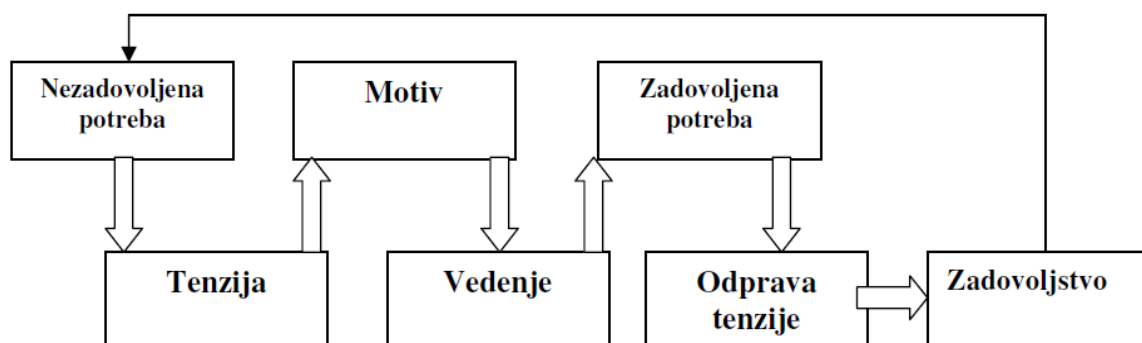 Nezadovoljena
potreba
Motiv
Zadovoljena
potreba
Tenzija
Vedenje
Odprava
tenzije
Zadovoljstvo